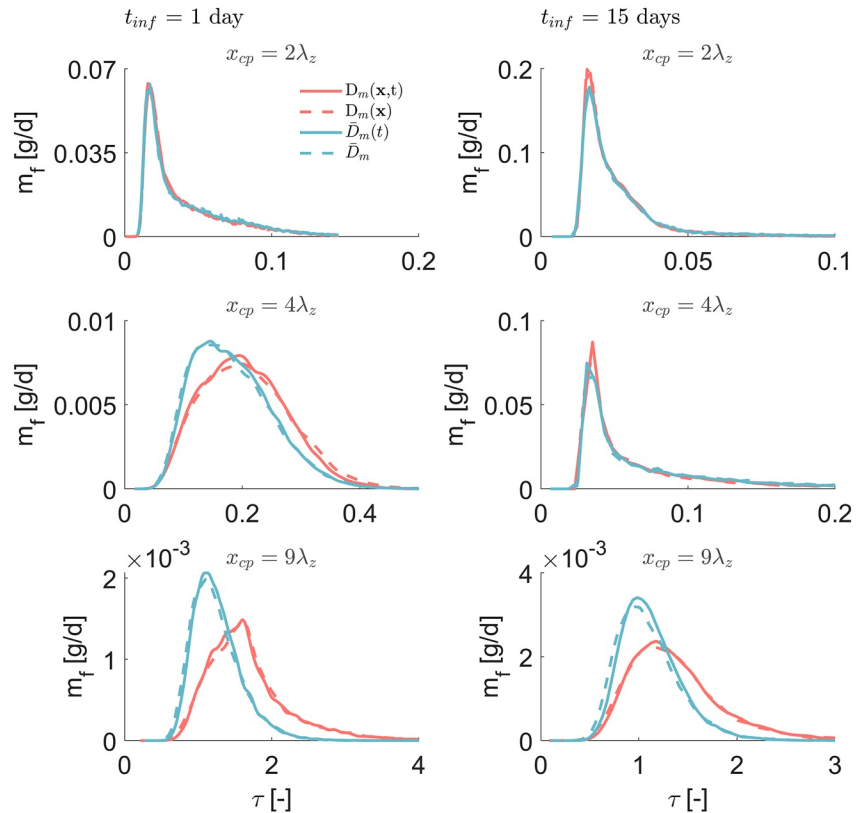 t_inf = 1 day
t_inf = 15 days
x_cp = 2λ_z
x_cp = 2λ_z
m_f [g/d]
0.07
0.035
0
0
0.1
0.2
D_m(x,t)
D_m(x)
D̄_m(t)
D̄_m
m_f [g/d]
0.2
0.1
0
0
0.05
0.1
x_cp = 4λ_z
x_cp = 4λ_z
m_f [g/d]
0.01
0.005
0
0
0.2
0.4
m_f [g/d]
0.1
0.05
0
0
0.1
0.2
x_cp = 9λ_z
x_cp = 9λ_z
×10⁻³
m_f [g/d]
2
1
0
0
2
4
τ [-]
×10⁻³
m_f [g/d]
4
2
0
0
1
2
3
τ [-]